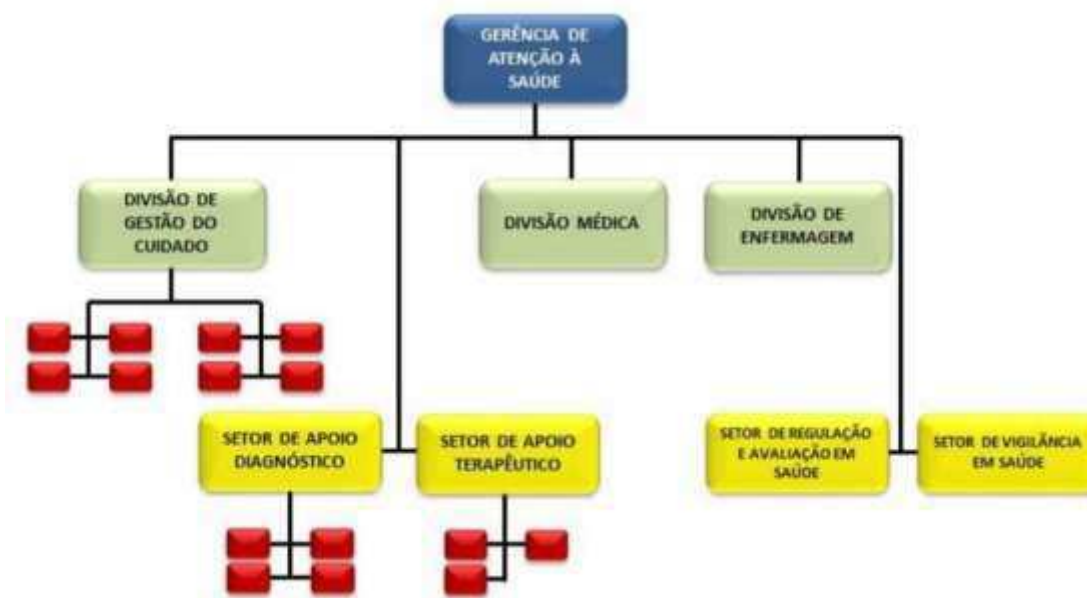 GERÊNCIA DE
ATENÇÃO À
SAÚDE
DIVISÃO DE
GESTÃO DO
CUIDADO
DIVISÃO MÉDICA
DIVISÃO DE
ENFERMAGEM
SETOR DE APOIO
DIAGNÓSTICO
SETOR DE APOIO
TERAPÊUTICO
SETOR DE REGULAÇÃO
E AVALIAÇÃO EM
SAÚDE
SETOR DE VIGILÂNCIA
EM SAÚDE